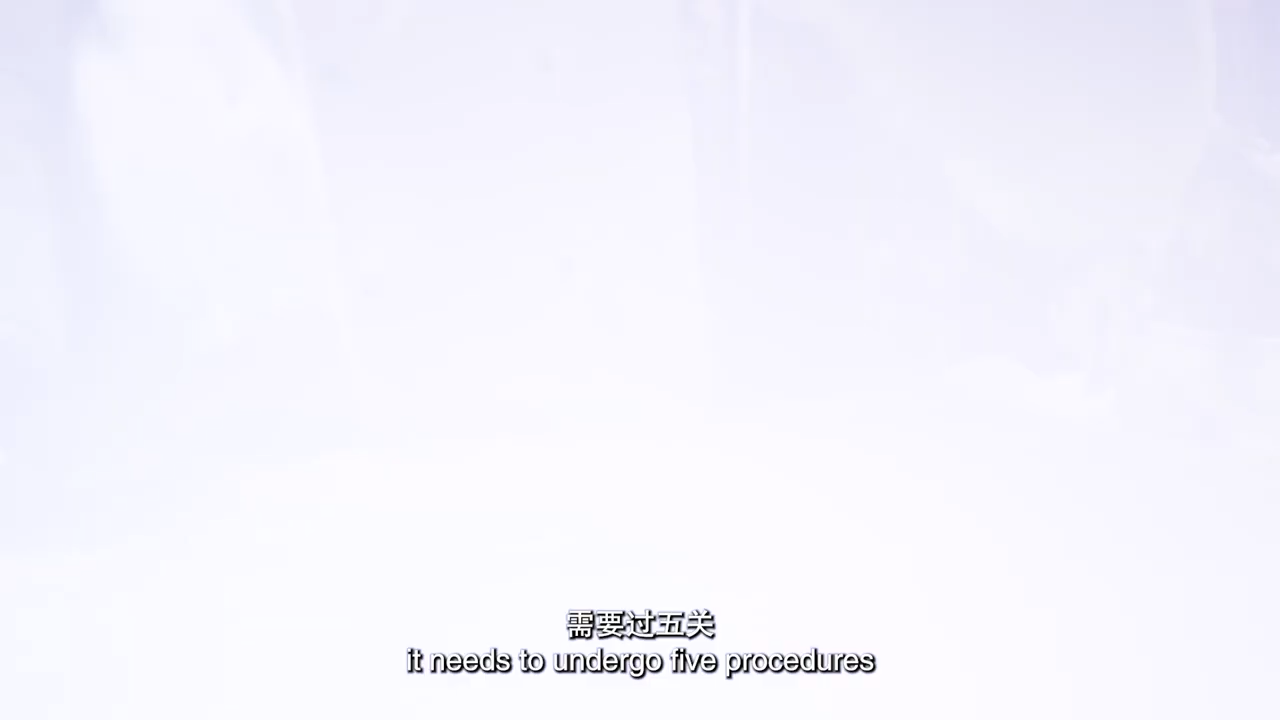 需要过五关
it needs to undergo five procedures